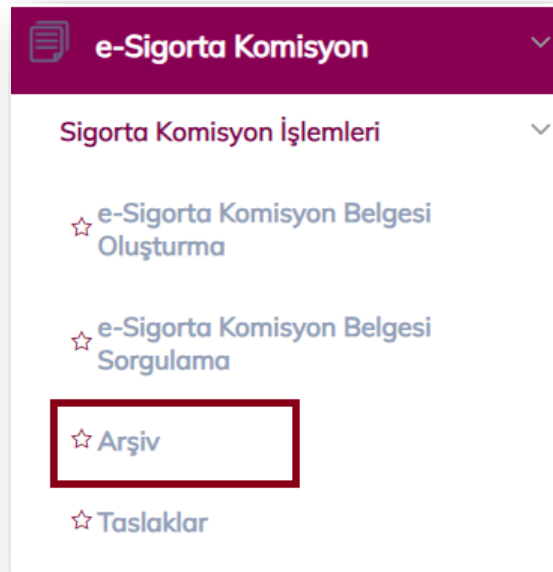 e-Sigorta Komisyon
Sigorta Komisyon İşlemleri
e-Sigorta Komisyon Belgesi
Oluşturma
e-Sigorta Komisyon Belgesi
Sorgulama
Arşiv
Taslaklar